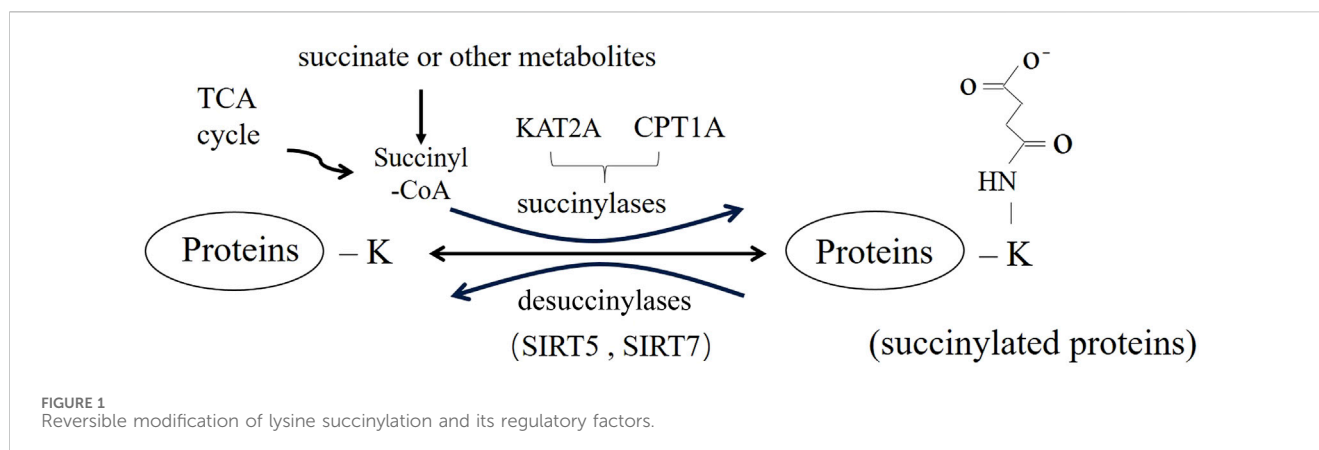 succinate or other metabolites
TCA
cycle
KAT2A CPT1A
Succinyl
-CoA
succinylases
Proteins – K
desuccinylases
(SIRT5 , SIRT7)
O O⁻
O
HN
Proteins – K
(succinylated proteins)
FIGURE 1
Reversible modification of lysine succinylation and its regulatory factors.